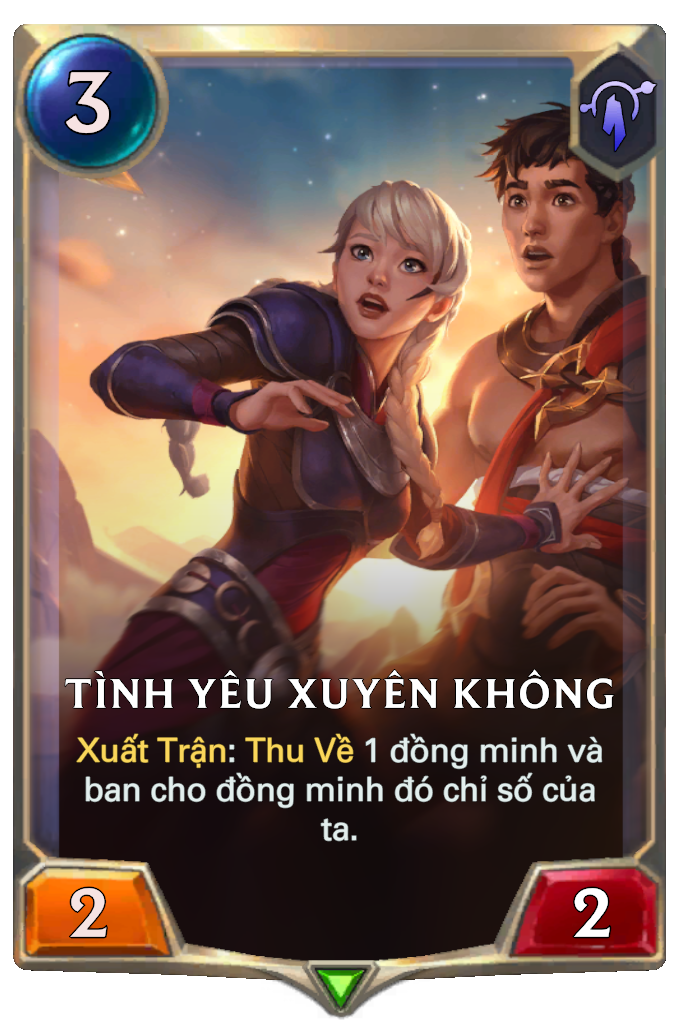 3
TÌNH YÊU XUYÊN KHÔNG
Xuất Trận: Thu Về 1 đồng minh và
ban cho đồng minh đó chỉ số của
ta.
2
2